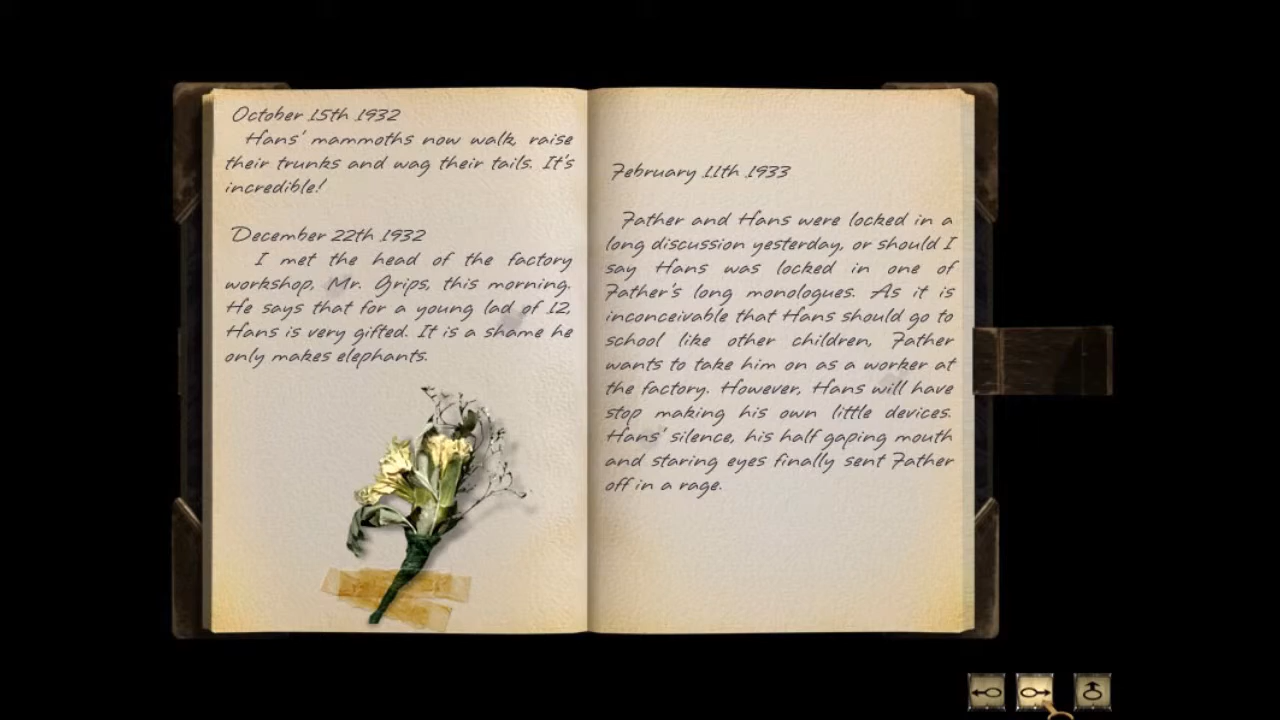 October 15th 1932
Hans' mammoths now walk, raise
their trunks and wag their tails. It's
incredible!
December 22th 1932
I met the head of the factory
workshop, Mr. Grips, this morning.
He says that for a young lad of 12,
Hans is very gifted. It is a shame he
only makes elephants.
February 11th 1933
Father and Hans were locked in a
long discussion yesterday, or should I
say Hans was locked in one of
Father's long monologues. As it is
inconceivable that Hans should go to
school like other children, Father
wants to take him on as a worker at
the factory. However, Hans will have
stop making his own little devices.
Hans' silence, his half gaping mouth
and staring eyes finally sent Father
off in a rage.